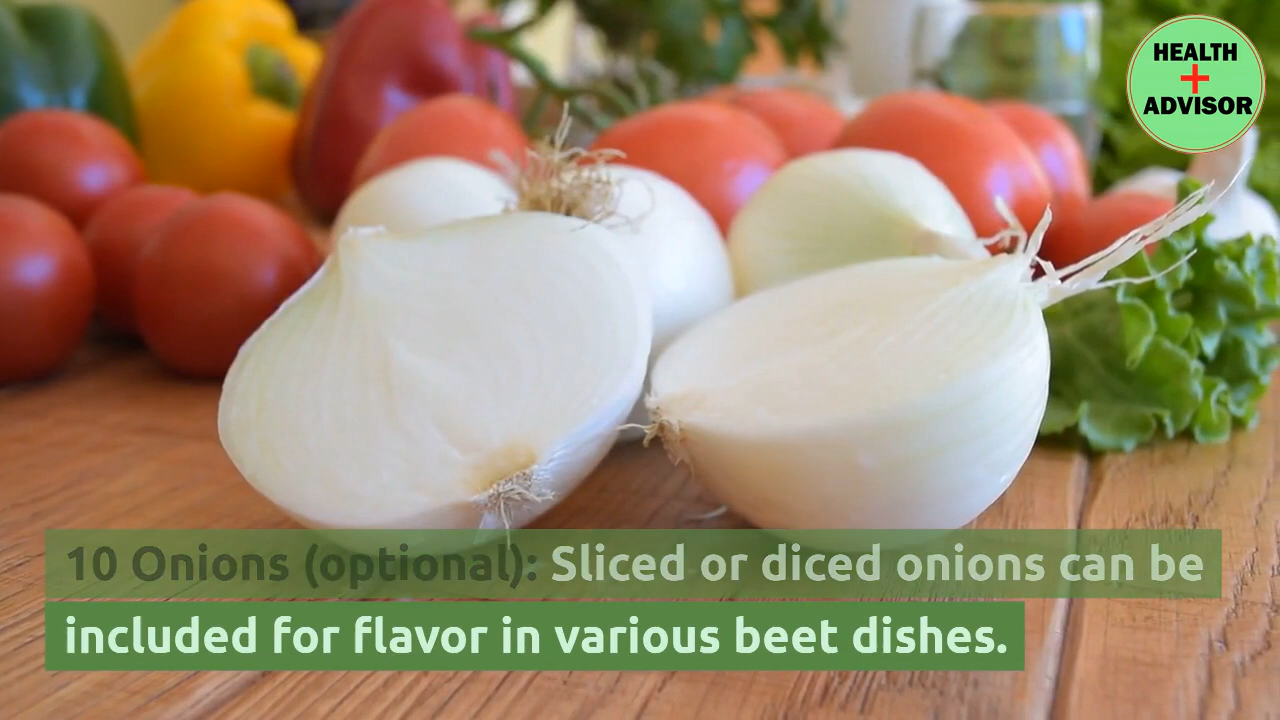 HEALTH
ADVISOR
10 Onions (optional): Sliced or diced onions can be
included for flavor in various beet dishes.